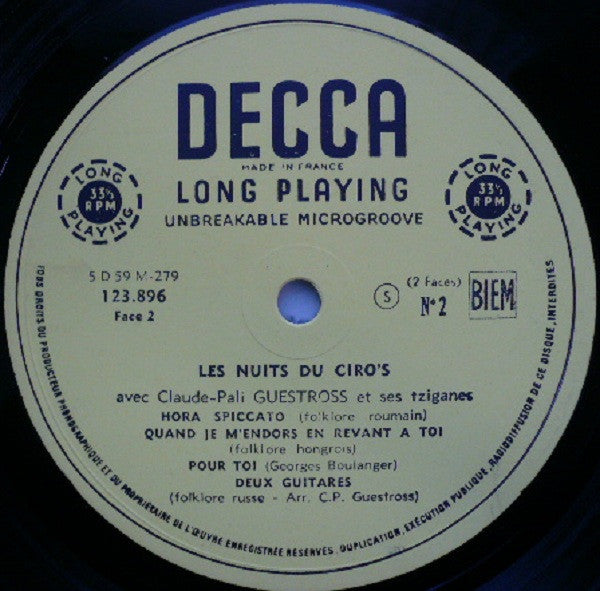 DECCA
MADE IN FRANCE
LONG PLAYING
UNBREAKABLE MICROGROOVE
LONG PLAYING
33⅓
RPM
LONG PLAYING
33⅓
RPM
5 D 59 M-279
123.896
Face 2
S
(2 Faces)
N° 2
BIEM
LES NUITS DU CIRO'S
avec Claude-Pali GUESTROSS et ses tziganes
HORA SPICCATO (folklore roumain)
QUAND JE M'ENDORS EN REVANT A TOI
(folklore hongrois)
POUR TOI (Georges Boulanger)
DEUX GUITARES
(folklore russe - Arr. C.P. Guestross)
TOUS DROITS DU PRODUCTEUR PHONOGRAPHIQUE ET DU PROPRIETAIRE DE L'ŒUVRE ENREGISTRÉE RESERVÉS, DUPLICATION, EXÉCUTION PUBLIQUE, RADIODIFFUSION DE CE DISQUE, INTERDITES